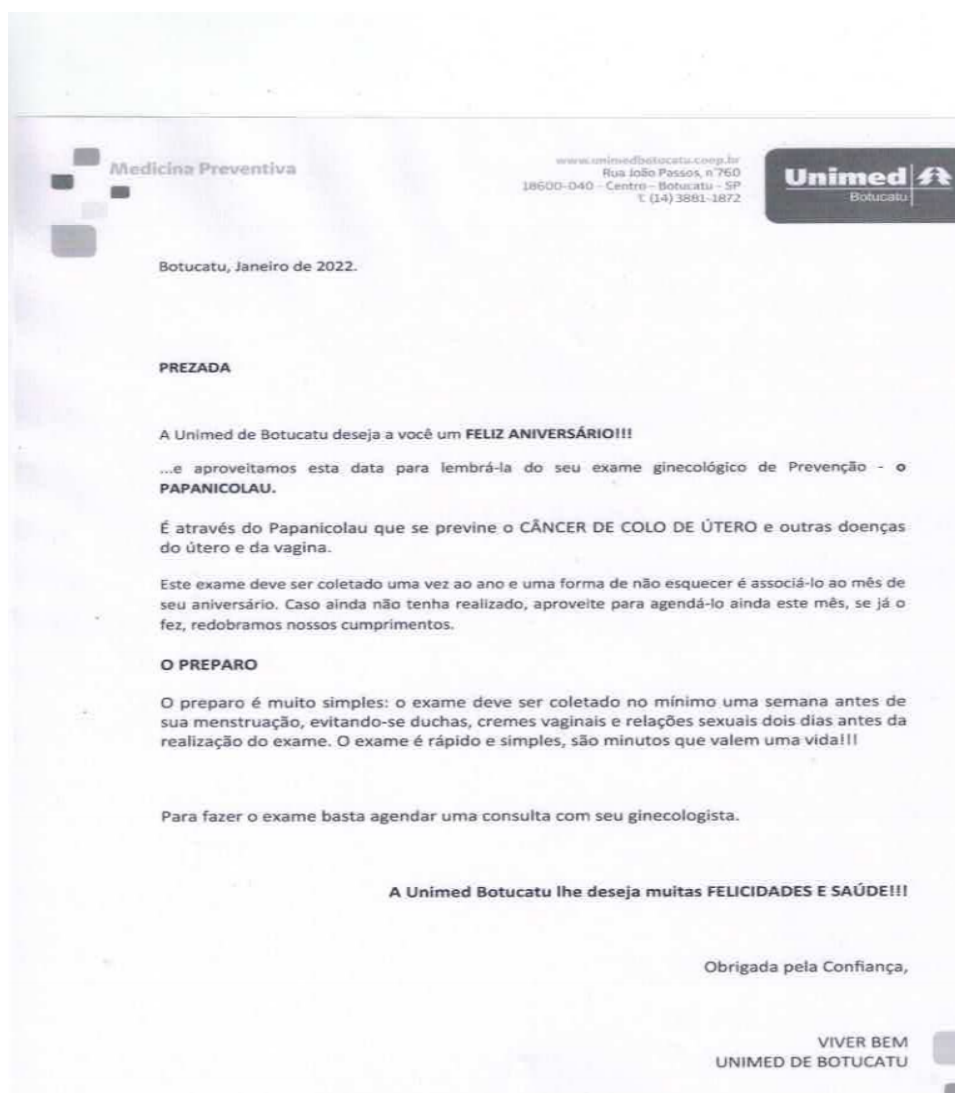 Medicina Preventiva
www.unimedbotucatu.coop.br
Rua João Passos, n°760
18600-040 - Centro - Botucatu - SP
T. (14) 3881-1872
Unimed
Botucatu
Botucatu, Janeiro de 2022.
PREZADA
A Unimed de Botucatu deseja a você um FELIZ ANIVERSÁRIO!!!
...e aproveitamos esta data para lembrá-la do seu exame ginecológico de Prevenção - o
PAPANICOLAU.
É através do Papanicolau que se previne o CÂNCER DE COLO DE ÚTERO e outras doenças
do útero e da vagina.
Este exame deve ser coletado uma vez ao ano e uma forma de não esquecer é associá-lo ao mês de
seu aniversário. Caso ainda não tenha realizado, aproveite para agendá-lo ainda este mês, se já o
fez, redobramos nossos cumprimentos.
O PREPARO
O preparo é muito simples: o exame deve ser coletado no mínimo uma semana antes de
sua menstruação, evitando-se duchas, cremes vaginais e relações sexuais dois dias antes da
realização do exame. O exame é rápido e simples, são minutos que valem uma vida!!!
Para fazer o exame basta agendar uma consulta com seu ginecologista.
A Unimed Botucatu lhe deseja muitas FELICIDADES E SAÚDE!!!
Obrigada pela Confiança,
VIVER BEM
UNIMED DE BOTUCATU